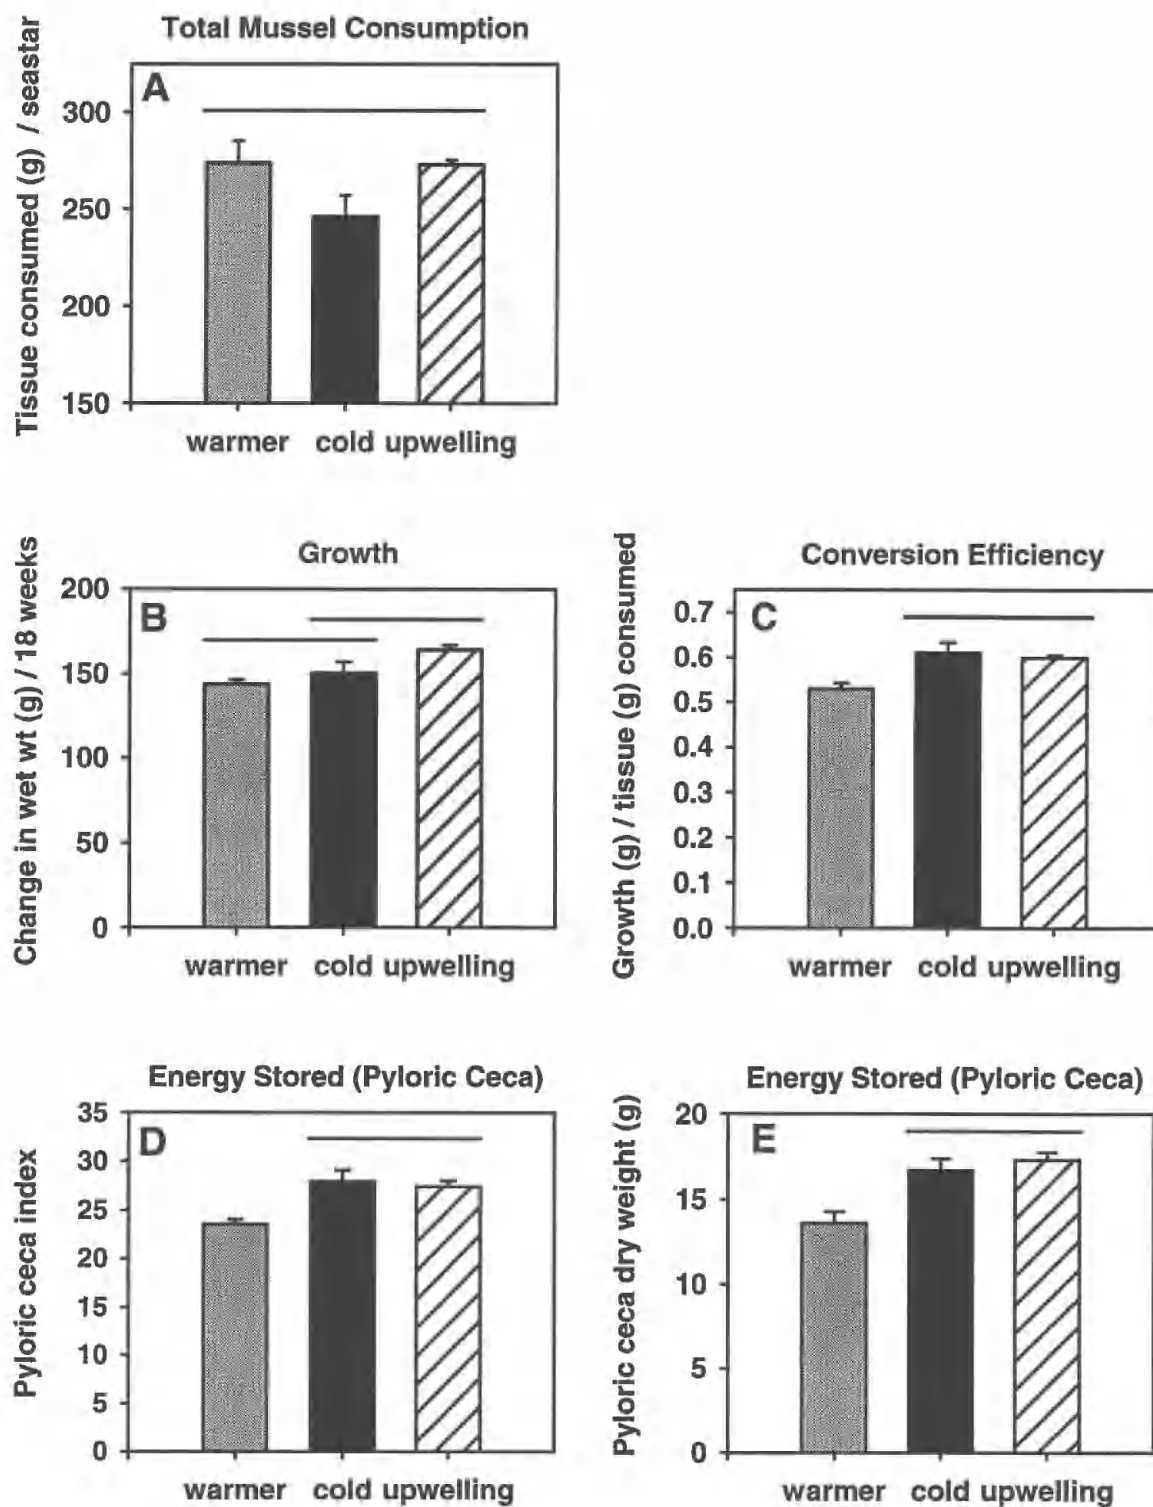 Total Mussel Consumption
A
Tissue consumed (g) / seastar
300
250
200
150
warmer cold upwelling
Growth
B
Change in wet wt (g) / 18 weeks
200
150
100
50
0
warmer cold upwelling
Conversion Efficiency
C
Growth (g) / tissue (g) consumed
0.7
0.6
0.5
0.4
0.3
0.2
0.1
0.0
warmer cold upwelling
Energy Stored (Pyloric Ceca)
D
Pyloric ceca index
35
30
25
20
15
10
5
0
warmer cold upwelling
Energy Stored (Pyloric Ceca)
E
Pyloric ceca dry weight (g)
20
15
10
5
0
warmer cold upwelling